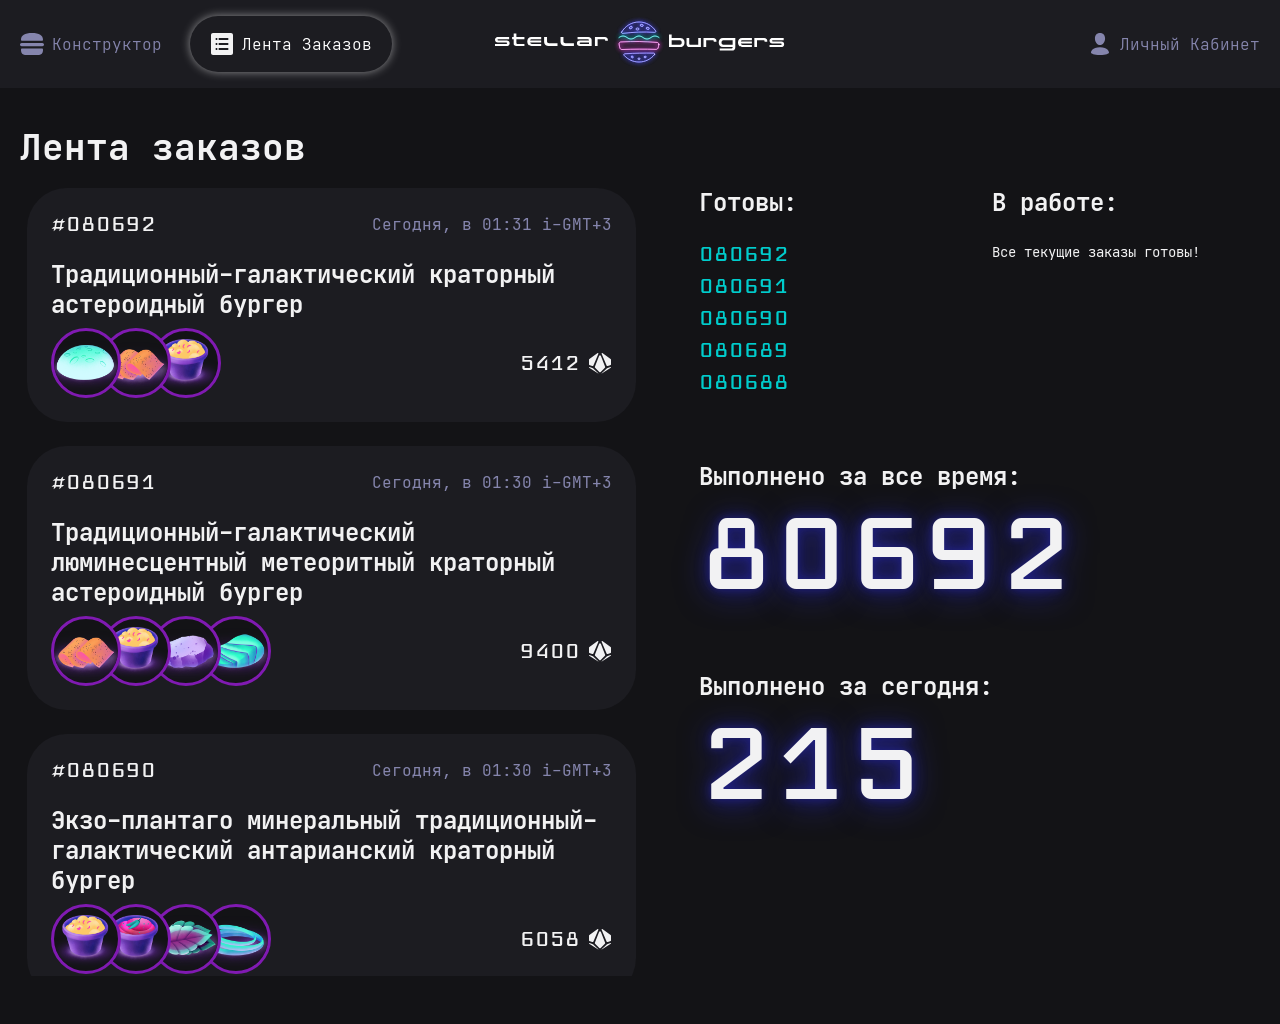 Конструктор
Лента Заказов
stellar burgers
Личный Кабинет
Лента заказов
#080692
Сегодня, в 01:31 i-GMT+3
Традиционный-галактический краторный
астероидный бургер
5412
#080691
Сегодня, в 01:30 i-GMT+3
Традиционный-галактический
люминесцентный метеоритный краторный
астероидный бургер
9400
#080690
Сегодня, в 01:30 i-GMT+3
Экзо-плантаго минеральный традиционный-
галактический антарианский краторный
бургер
6058
Готовы:
080692
080691
080690
080689
080688
В работе:
Все текущие заказы готовы!
Выполнено за все время:
80692
Выполнено за сегодня:
215